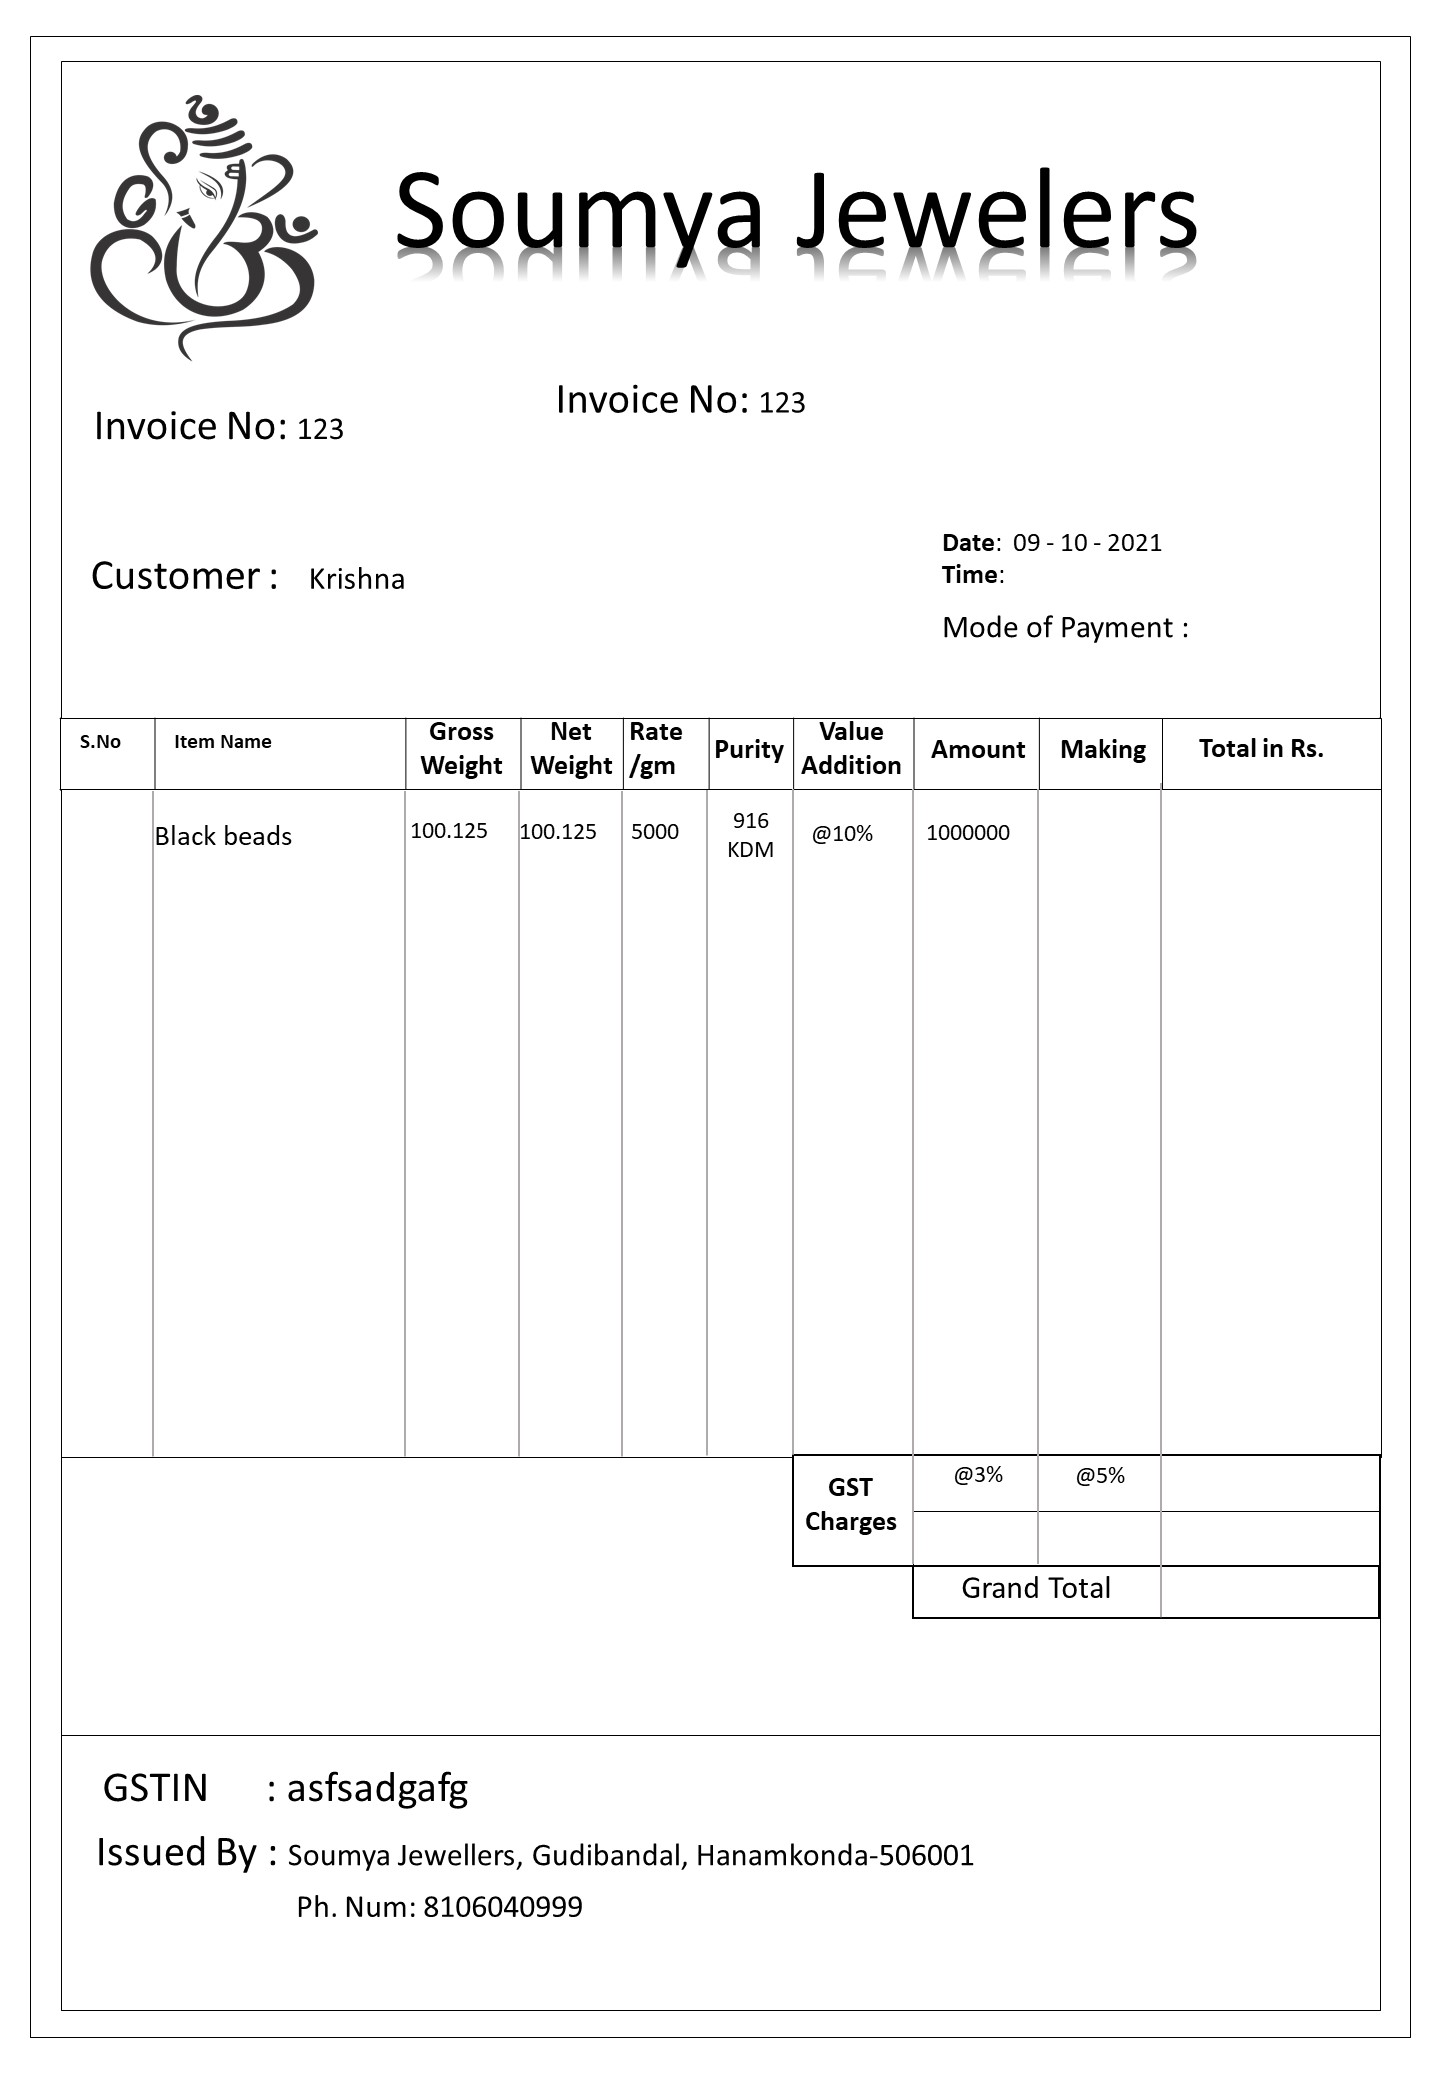 Soumya Jewelers
Invoice No: 123
Invoice No: 123
Date: 09 - 10 - 2021
Time:
Customer : Krishna
Mode of Payment :
S.No Item Name Gross Weight Net Weight Rate /gm Purity Value Addition Amount Making Total in Rs.
Black beads 100.125 100.125 5000 916 KDM @10% 1000000
GST Charges @3% @5%
Grand Total
GSTIN : asfsadgafg
Issued By : Soumya Jewellers, Gudibandal, Hanamkonda-506001
Ph. Num: 8106040999